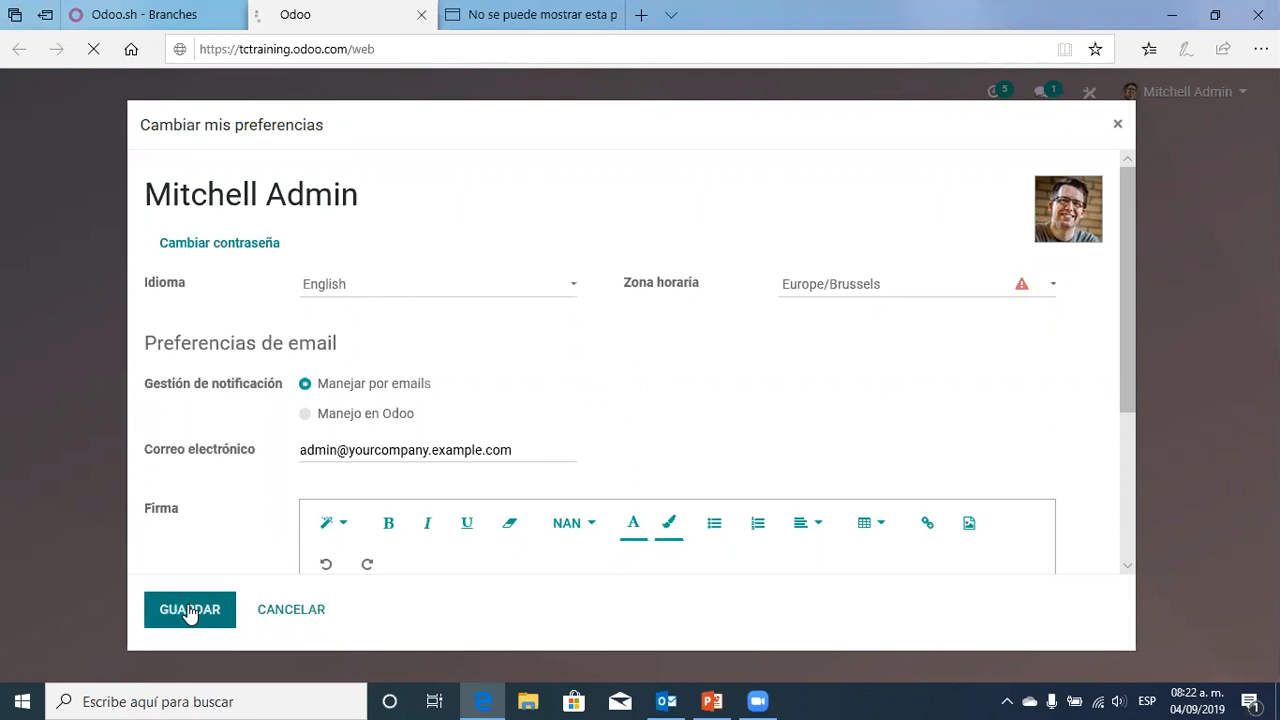 Odoo.sh - Branches
Odoo
No se puede mostrar esta p
https://tctraining.odoo.com/web
5
1
Mitchell Admin
Cambiar mis preferencias
×
Mitchell Admin
Cambiar contraseña
Idioma
English
Zona horaria
Europe/Brussels
Preferencias de email
Gestión de notificación
Manejar por emails
Manejo en Odoo
Correo electrónico
admin@yourcompany.example.com
Firma
B I U NAN A
GUARDAR
CANCELAR
Escribe aquí para buscar
ESP
08:22 a. m.
04/09/2019
1